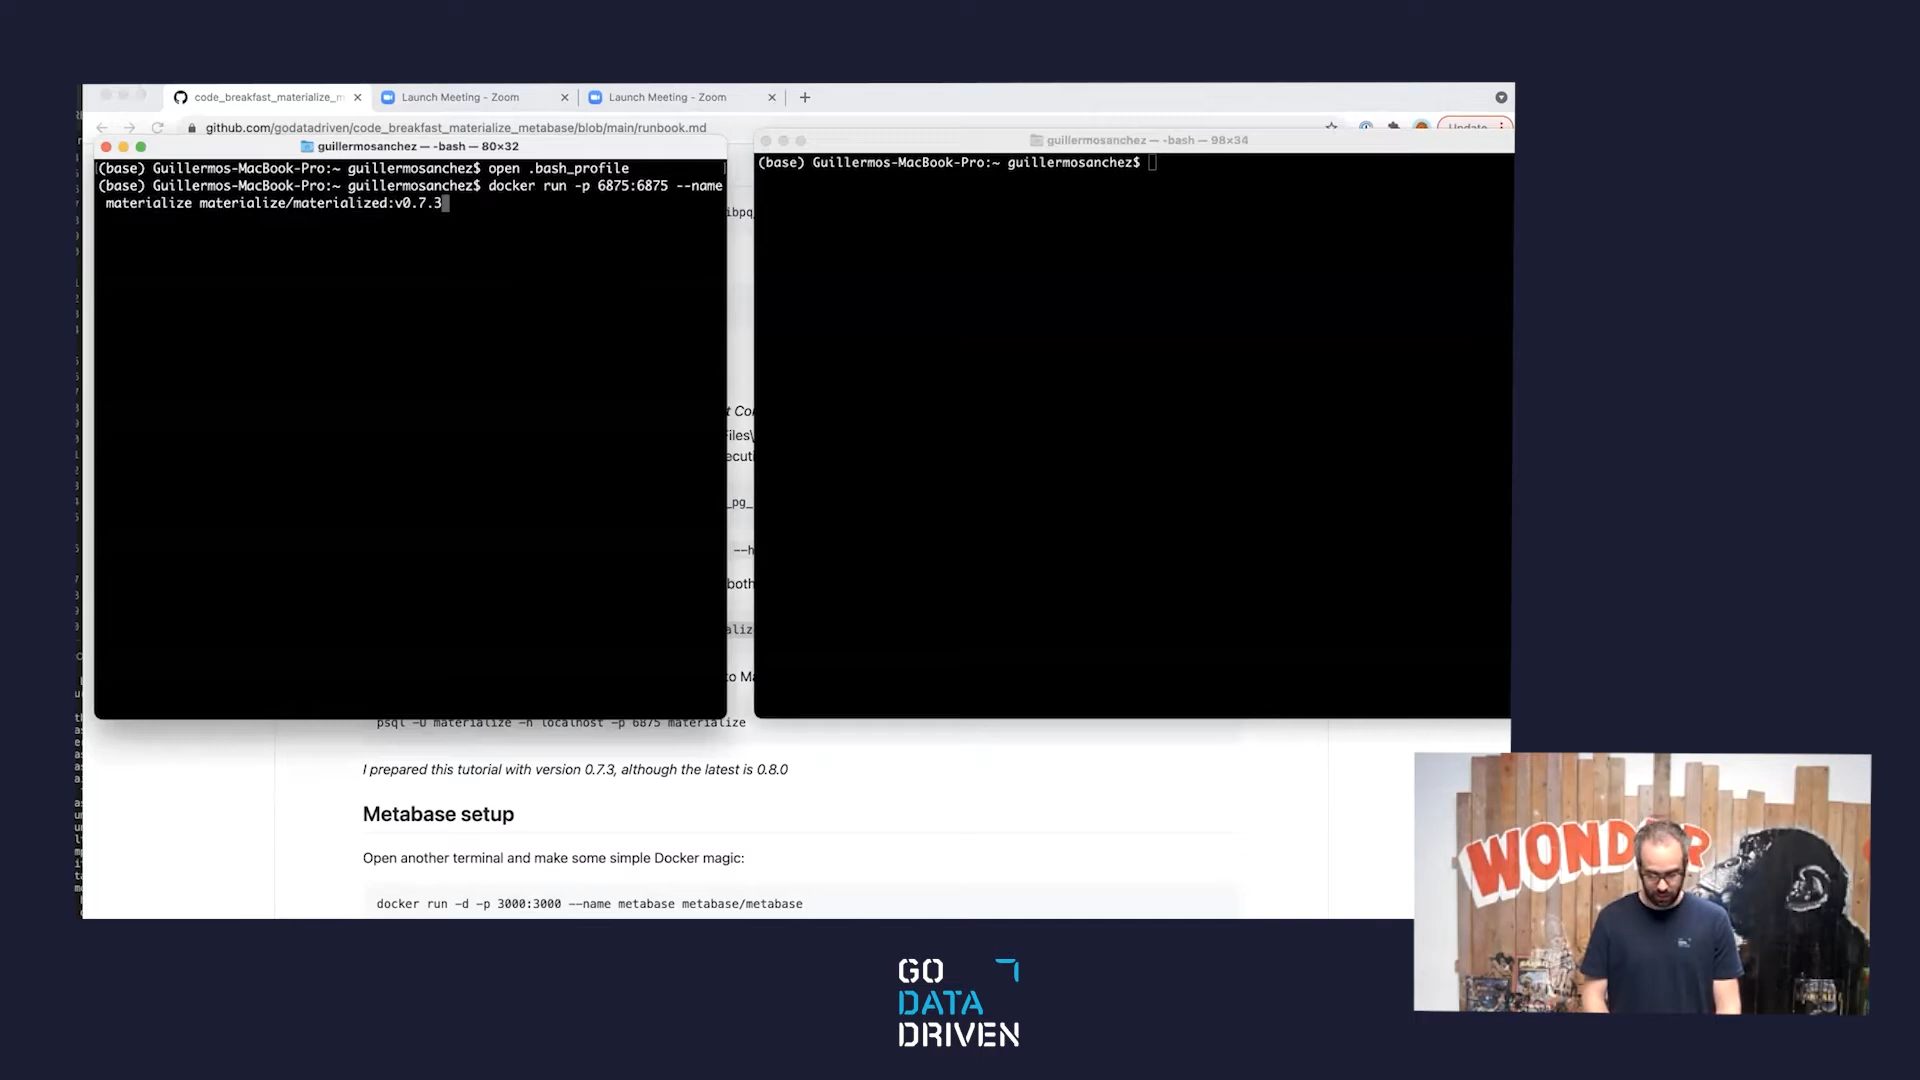 code_breakfast_materialize_m
Launch Meeting - Zoom
Launch Meeting - Zoom
github.com/godatadriven/code_breakfast_materialize_metabase/blob/main/runbook.md
Update
guillermosanchez — -bash — 80×32
(base) Guillermos-MacBook-Pro:~ guillermosanchez$ open .bash_profile
(base) Guillermos-MacBook-Pro:~ guillermosanchez$ docker run -p 6875:6875 --name
materialize materialize/materialized:v0.7.3
guillermosanchez — -bash — 98×34
(base) Guillermos-MacBook-Pro:~ guillermosanchez$
psql -U materialize -h localhost -p 6875 materialize
I prepared this tutorial with version 0.7.3, although the latest is 0.8.0
Metabase setup
Open another terminal and make some simple Docker magic:
docker run -d -p 3000:3000 --name metabase metabase/metabase
WONDER
GO
DATA
DRIVEN